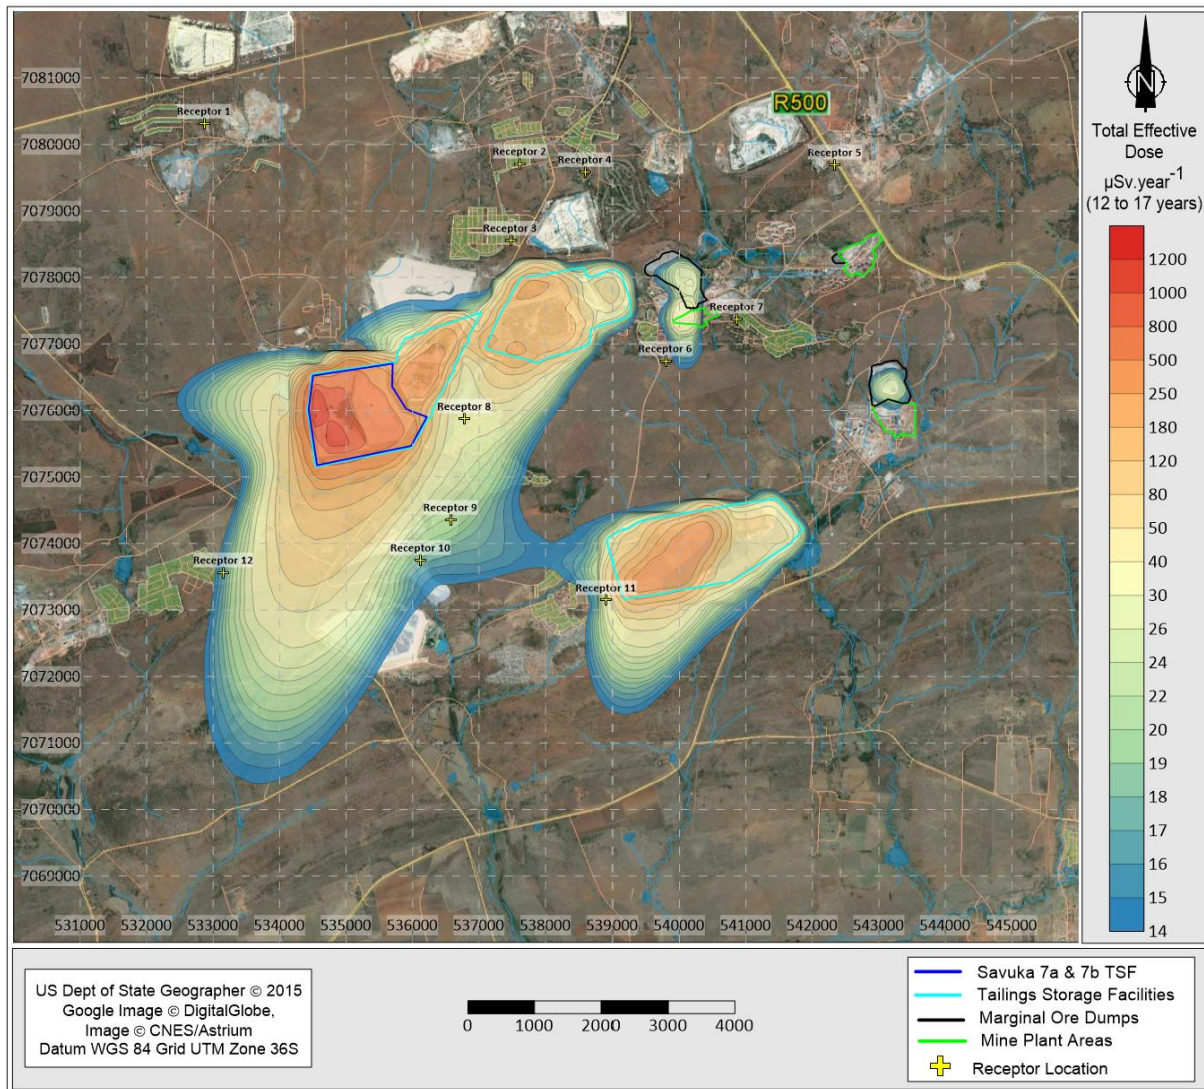 N
Total Effective
Dose
µSv.year⁻¹
(12 to 17 years)
1200
1000
800
500
250
180
120
80
50
40
30
26
24
22
20
19
18
17
16
15
14
7081000
7080000
7079000
7078000
7077000
7076000
7075000
7074000
7073000
7072000
7071000
7070000
7069000
531000 532000 533000 534000 535000 536000 537000 538000 539000 540000 541000 542000 543000 544000 545000
R500
Receptor 1
Receptor 2
Receptor 4
Receptor 5
Receptor 3
Receptor 7
Receptor 6
Receptor 8
Receptor 9
Receptor 10
Receptor 12
Receptor 11
US Dept of State Geographer © 2015
Google Image © DigitalGlobe,
Image © CNES/Astrium
Datum WGS 84 Grid UTM Zone 36S
0 1000 2000 3000 4000
Savuka 7a & 7b TSF
Tailings Storage Facilities
Marginal Ore Dumps
Mine Plant Areas
Receptor Location